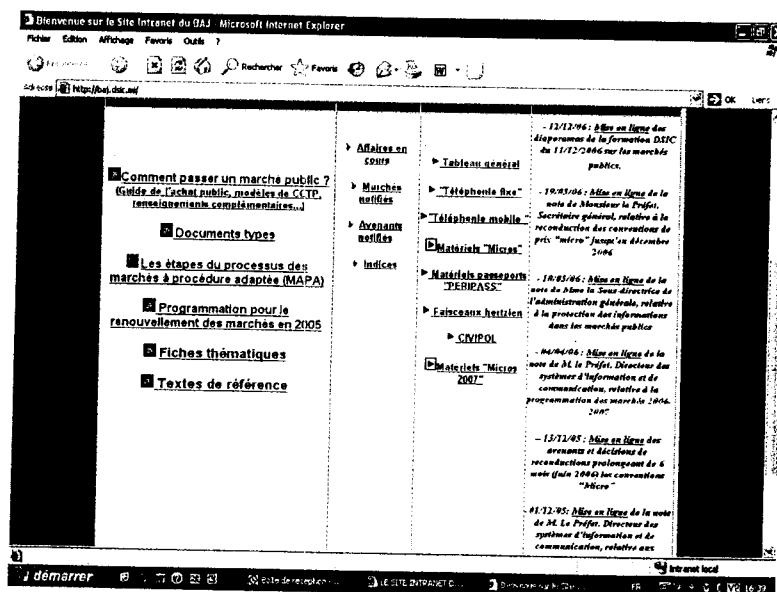 Bienvenue sur le Site Intranet du BAJ - Microsoft Internet Explorer
Fichier Edition Affichage Favoris Outils ?
Rechercher Favoris
Adresse http://baj.dsic.mi/ OK Liens
Comment passer un marché public ?
(Guide de l'achat public, modèles de CCTP,
renseignements complémentaires...)
Documents types
Les étapes du processus des
marchés à procédure adaptée (MAPA)
Programmation pour le
renouvellement des marchés en 2005
Fiches thématiques
Textes de référence
Affaires en
cours
Marchés
notifiés
Avenants
notifiés
Indices
Tableau général
"Téléphonie fixe"
"Téléphonie mobile "
Matériels "Micros"
Matériels passeports
"PERIPASS"
Faisceaux hertzien
CIVIPOL
Matériels "Micros
2007"
- 12/12/06 : Mise en ligne des
diaporamas de la formation DSIC
du 11/12/2006 sur les marchés
publics.
- 19/05/06 : Mise en ligne de la
note de Monsieur le Préfet,
Secrétaire général, relative à la
reconduction des conventions de
prix "micro" jusqu'en décembre
2006
- 10/05/06 : Mise en ligne de la
note de Mme la Sous-directrice de
l'administration générale, relative
à la protection des informations
dans les marchés publics
- 04/04/06 : Mise en ligne de la
note de M. le Préfet, Directeur des
systèmes d'information et de
communication, relative à la
programmation des marchés 2006-
2007
- 13/12/05 : Mise en ligne des
avenants et décisions de
reconductions prolongeant de 6
mois (juin 2006) les conventions
"Micro"
- 01/12/05: Mise en ligne de la note
de M. Le Préfet. Directeur des
systèmes d'information et de
communication, relative aux
Intranet local
démarrer Boîte de réception - LE SITE INTRANET D... FR 16:39